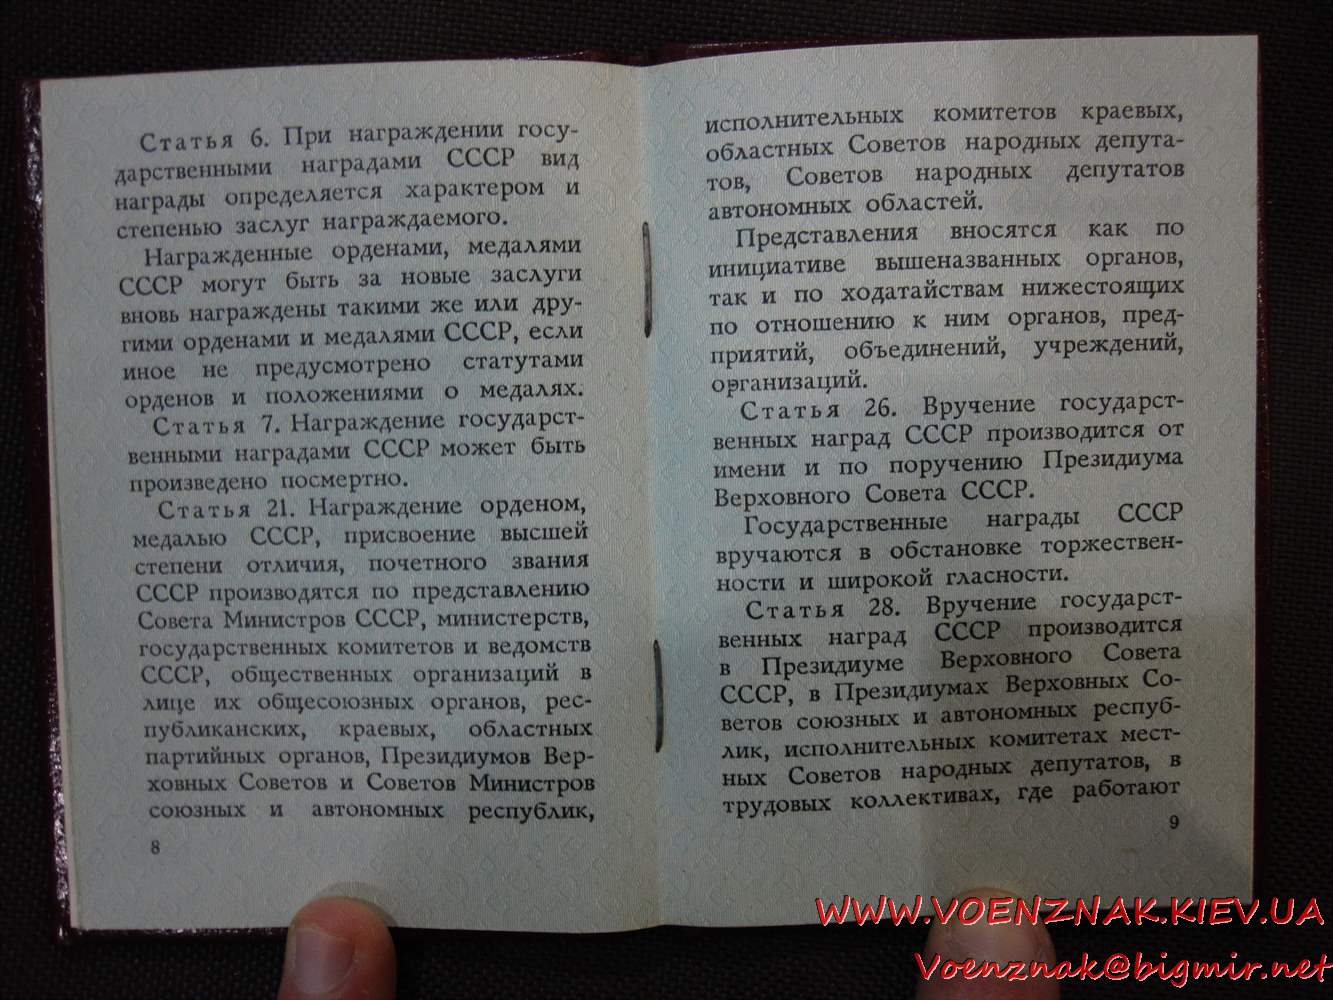 Статья 6. При награждении госу-
дарственными наградами СССР вид
награды определяется характером и
степенью заслуг награждаемого.
Награжденные орденами, медалями
СССР могут быть за новые заслуги
вновь награждены такими же или дру-
гими орденами и медалями СССР, если
иное не предусмотрено статутами
орденов и положениями о медалях.
Статья 7. Награждение государст-
венными наградами СССР может быть
произведено посмертно.
Статья 21. Награждение орденом,
медалью СССР, присвоение высшей
степени отличия, почетного звания
СССР производятся по представлению
Совета Министров СССР, министерств,
государственных комитетов и ведомств
СССР, общественных организаций в
лице их общесоюзных органов, рес-
публиканских, краевых, областных
партийных органов, Президиумов Вер-
ховных Советов и Советов Министров
союзных и автономных республик,
8
исполнительных комитетов краевых,
областных Советов народных депута-
тов, Советов народных депутатов
автономных областей.
Представления вносятся как по
инициативе вышеназванных органов,
так и по ходатайствам нижестоящих
по отношению к ним органов, пред-
приятий, объединений, учреждений,
организаций.
Статья 26. Вручение государст-
венных наград СССР производится от
имени и по поручению Президиума
Верховного Совета СССР.
Государственные награды СССР
вручаются в обстановке торжествен-
ности и широкой гласности.
Статья 28. Вручение государст-
венных наград СССР производится
в Президиуме Верховного Совета
СССР, в Президиумах Верховных Со-
ветов союзных и автономных респуб-
лик, исполнительных комитетах мест-
ных Советов народных депутатов, в
трудовых коллективах, где работают
9
WWW.VOENZNAK.KIEV.UA
Voenznak@bigmir.net